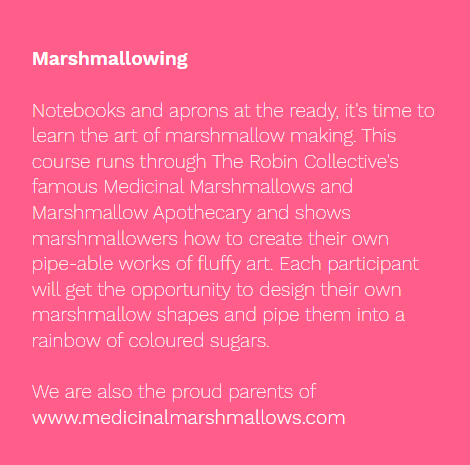 Marshmallowing
Notebooks and aprons at the ready, it's time to
learn the art of marshmallow making. This
course runs through The Robin Collective's
famous Medicinal Marshmallows and
Marshmallow Apothecary and shows
marshmallowers how to create their own
pipe-able works of fluffy art. Each participant
will get the opportunity to design their own
marshmallow shapes and pipe them into a
rainbow of coloured sugars.
We are also the proud parents of
www.medicinalmarshmallows.com